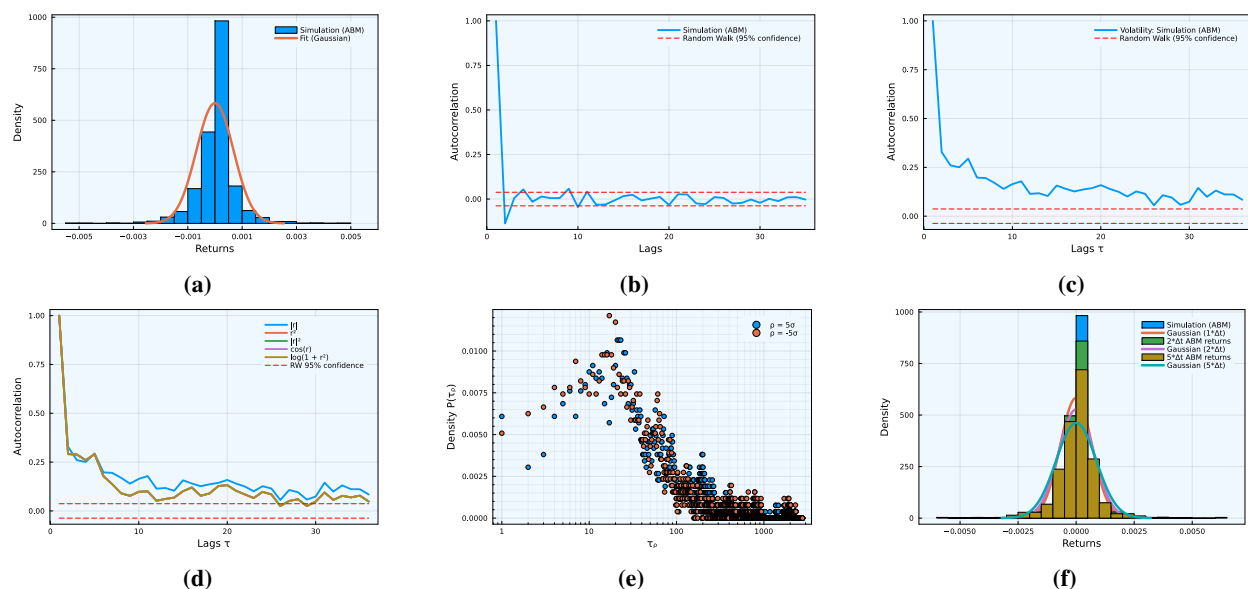 1000
750
500
250
0
Density
−0.005
−0.003
−0.001
0.001
0.003
0.005
Returns
Simulation (ABM)
Fit (Gaussian)
(a)
1.00
0.75
0.50
0.25
0.00
Autocorrelation
0
10
20
30
Lags
Simulation (ABM)
Random Walk (95% confidence)
(b)
1.00
0.75
0.50
0.25
0.00
Autocorrelation
0
10
20
30
Lags τ
Volatility: Simulation (ABM)
Random Walk (95% confidence)
(c)
1.00
0.75
0.50
0.25
0.00
Autocorrelation
0
10
20
30
Lags τ
|r|
r²
|r|²
cos(r)
log(1 + r²)
RW 95% confidence
(d)
0.0100
0.0075
0.0050
0.0025
0.0000
Density P(τᵨ)
1
10
100
1000
τᵨ
ρ = 5σ
ρ = -5σ
(e)
1000
750
500
250
0
Density
−0.0050
−0.0025
0.0000
0.0025
0.0050
Returns
Simulation (ABM)
Gaussian (1*Δt)
2*Δt ABM returns
Gaussian (2*Δt)
5*Δt ABM returns
Gaussian (5*Δt)
(f)